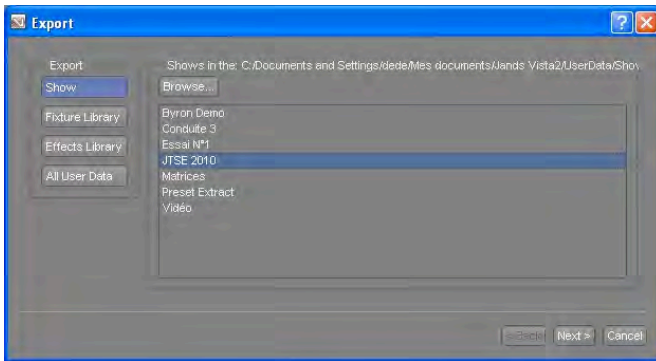 Export
Export
Show
Fixture Library
Effects Library
All User Data
Shows in the: C:/Documents and Settings/dede/Mes documents/Jands Vista2/UserData/Shov
Browse...
Byron Demo
Conduite 3
Essai N°1
JTSE 2010
Matrices
Preset Extract
Vidéo
< Back
Next >
Cancel